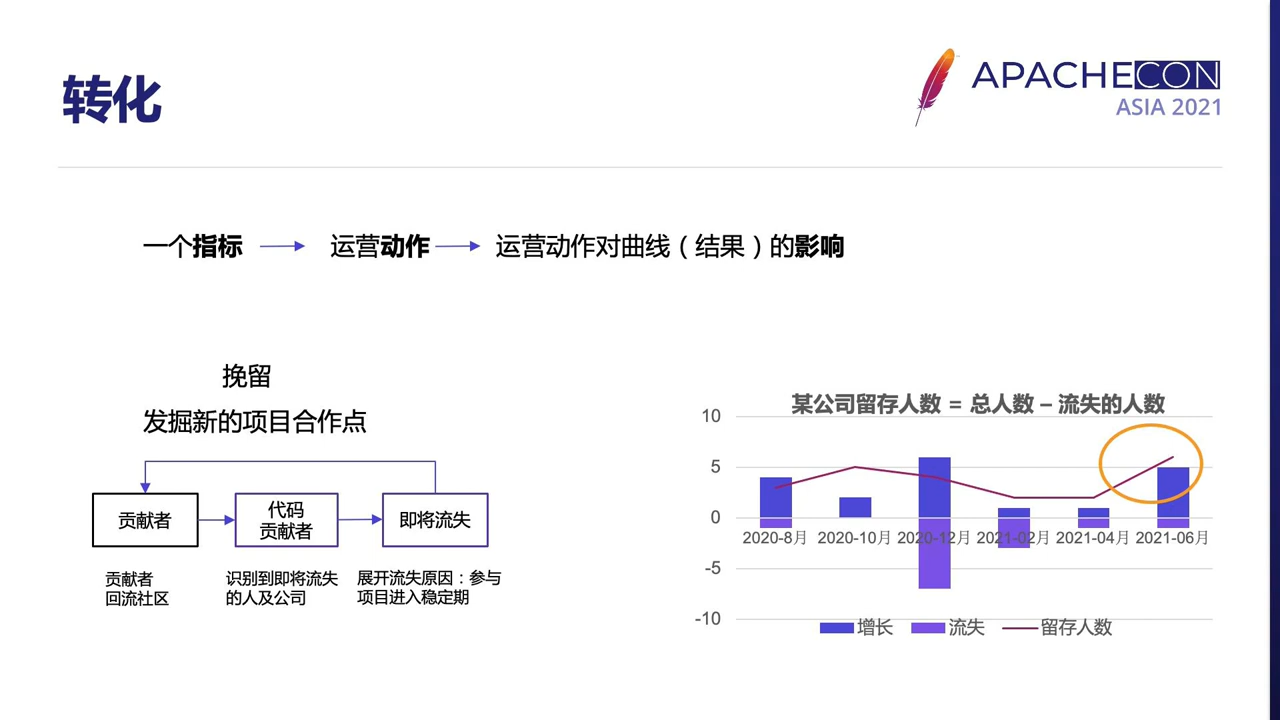 转化
APACHECON
ASIA 2021
一个指标
运营动作
运营动作对曲线（结果）的影响
挽留
发掘新的项目合作点
贡献者
代码
贡献者
即将流失
贡献者
回流社区
识别到即将流失
的人及公司
展开流失原因：参与
项目进入稳定期
某公司留存人数 = 总人数 – 流失的人数
10
5
0
-5
-10
2020-8月
2020-10月
2020-12月
2021-02月
2021-04月
2021-06月
增长
流失
留存人数